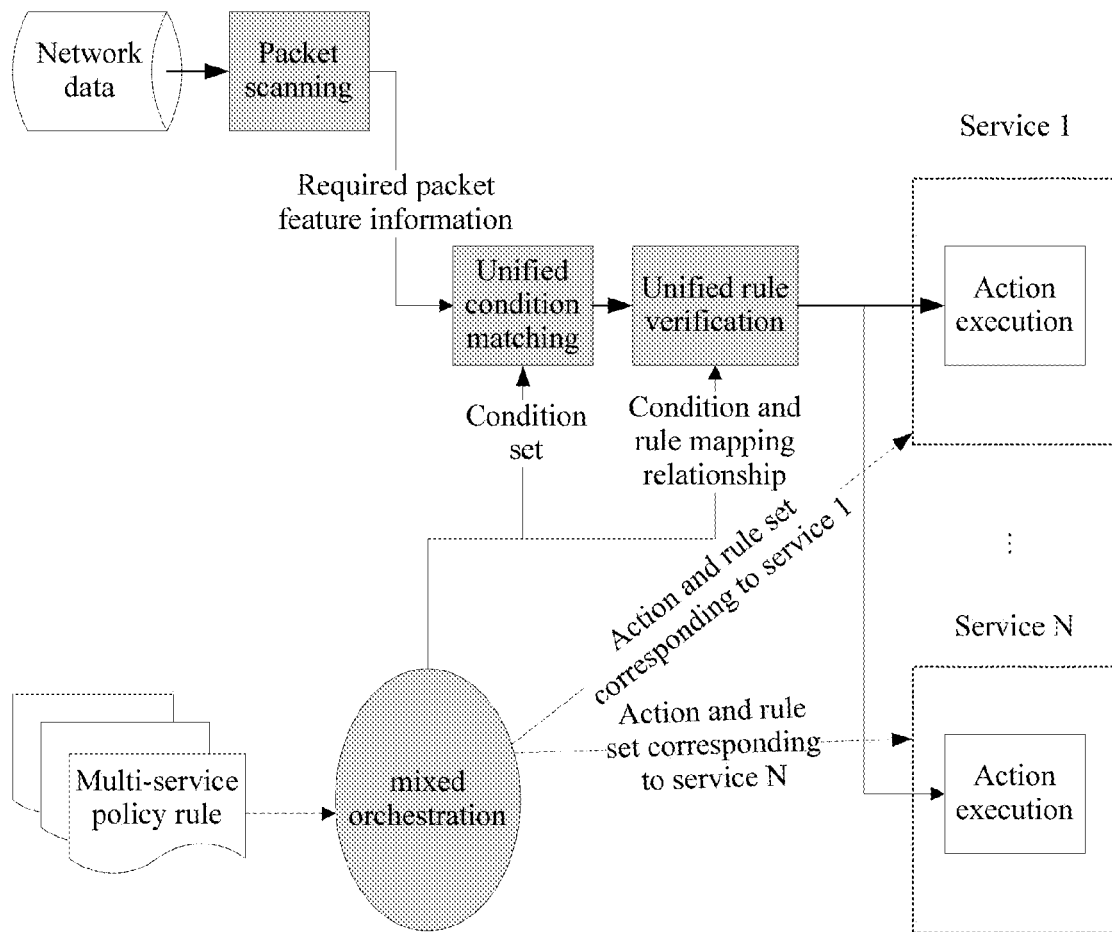 Network
data
Packet
scanning
Service 1
Required packet
feature information
Unified
condition
matching
Unified rule
verification
Action
execution
Condition
set
Condition and
rule mapping
relationship
Action and rule set
corresponding to service 1
...
Service N
Multi-service
policy rule
mixed
orchestration
Action and rule
set corresponding
to service N
Action
execution